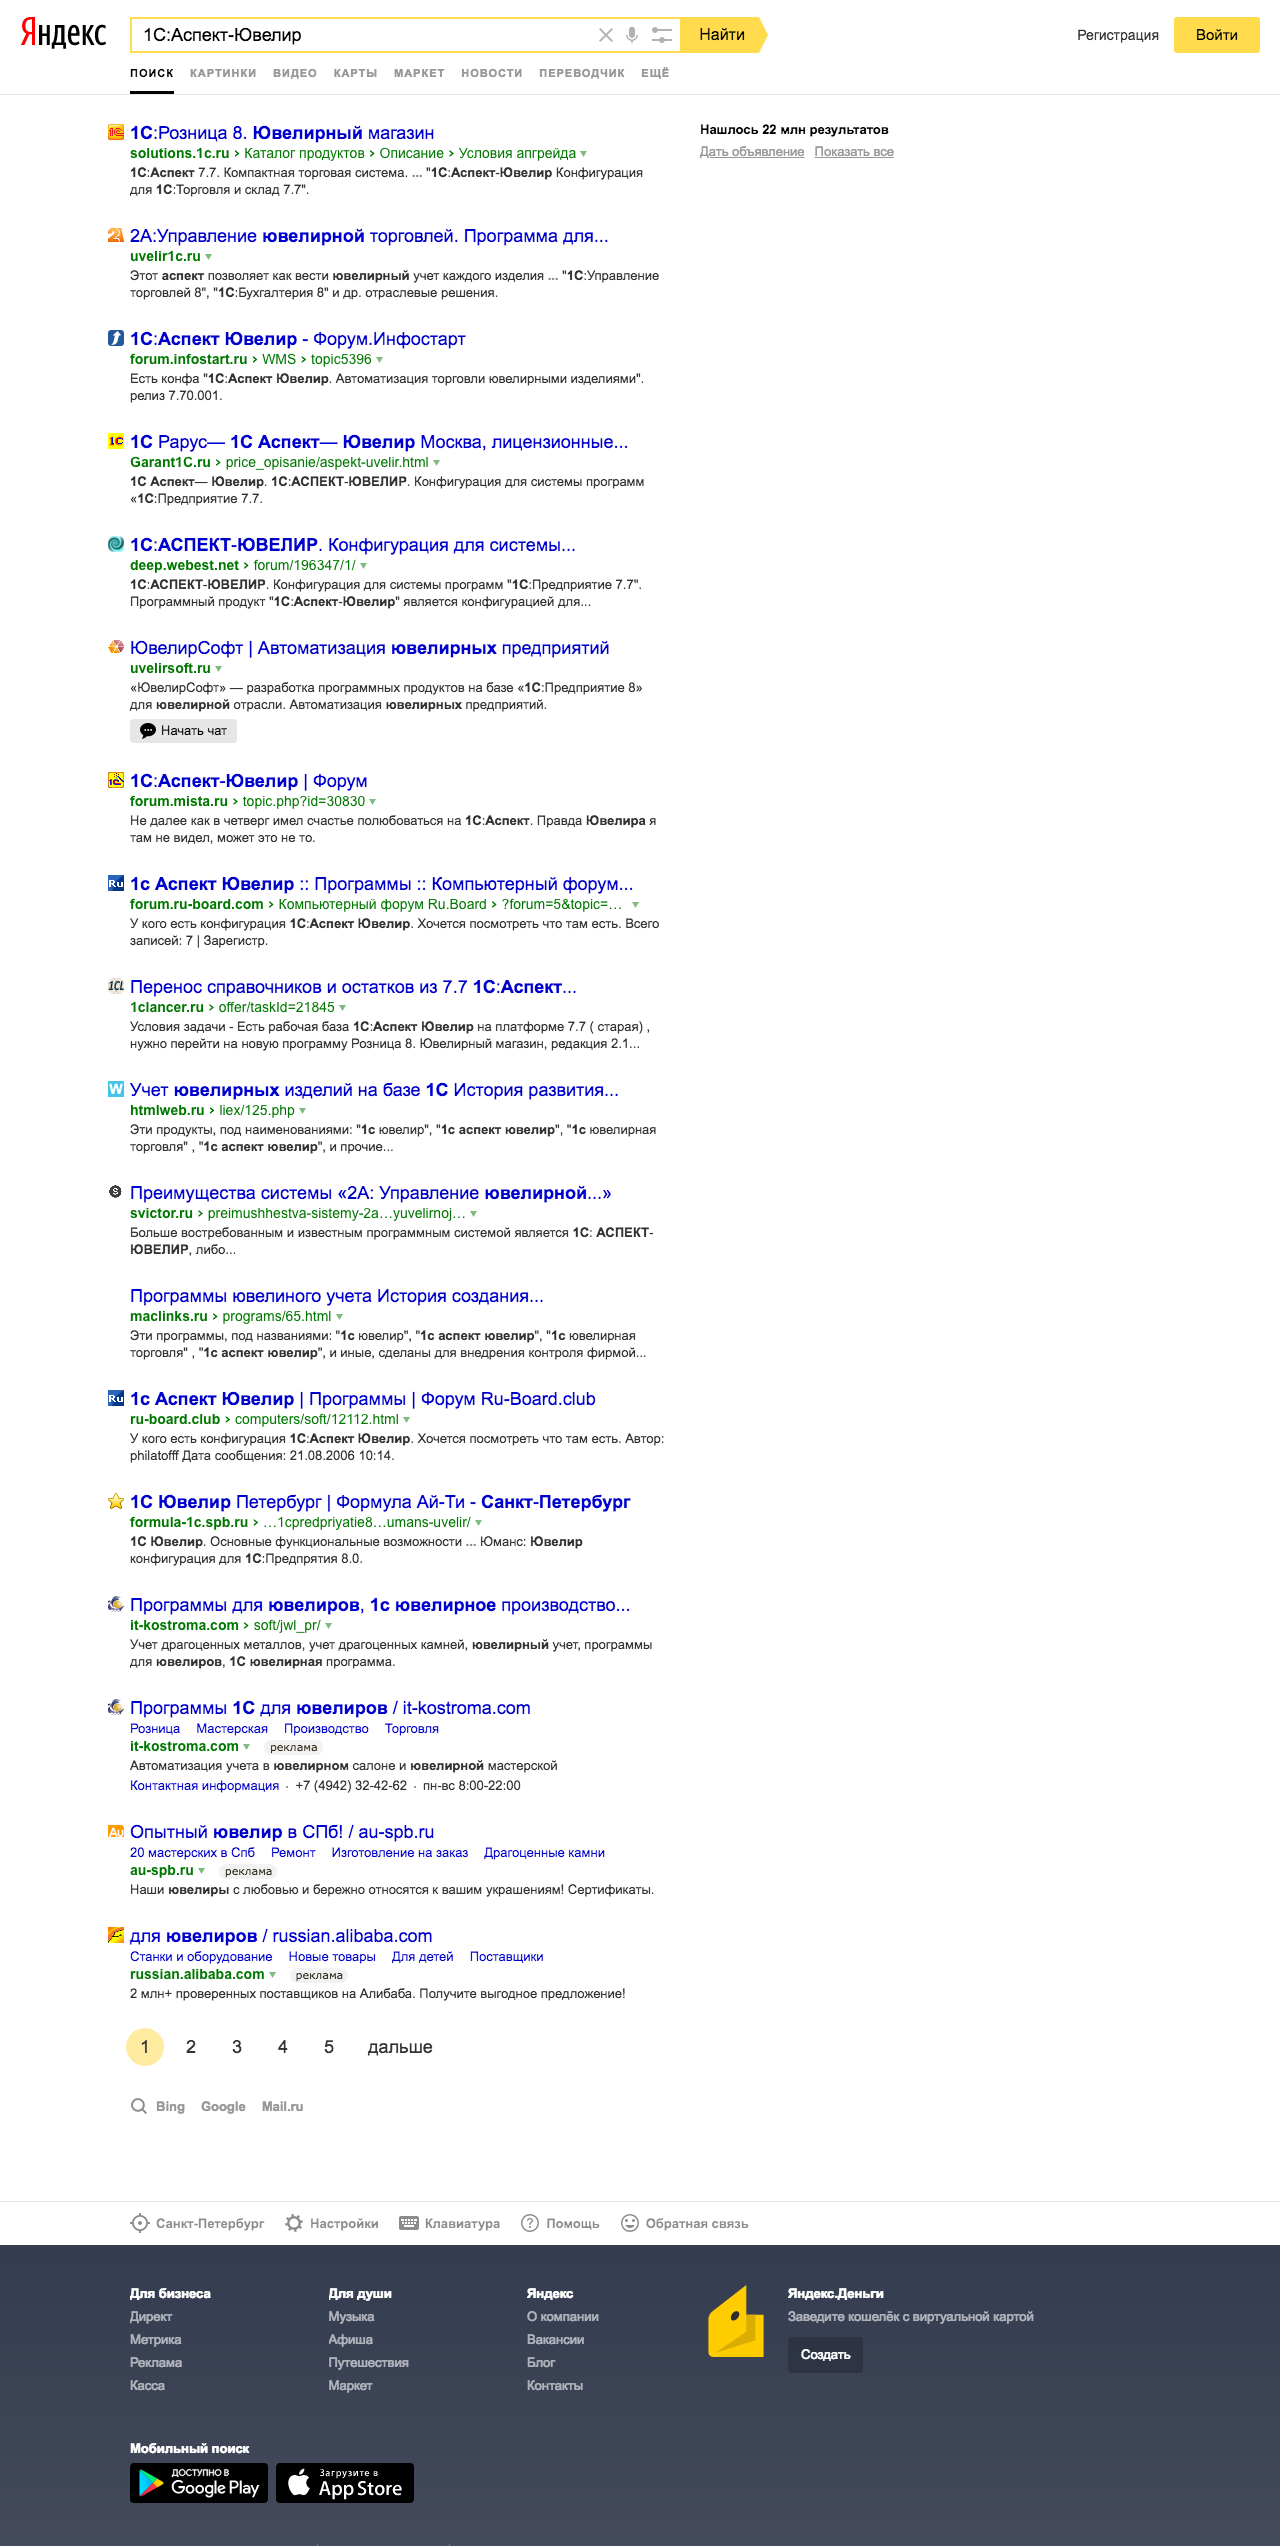 Яндекс
1С:Аспект-Ювелир
Найти
Регистрация
Войти
ПОИСК КАРТИНКИ ВИДЕО КАРТЫ МАРКЕТ НОВОСТИ ПЕРЕВОДЧИК ЕЩЁ
1С:Розница 8. Ювелирный магазин
solutions.1c.ru › Каталог продуктов › Описание › Условия апгрейда
1С:Аспект 7.7. Компактная торговая система. ... "1С:Аспект-Ювелир Конфигурация
для 1С:Торговля и склад 7.7".
Нашлось 22 млн результатов
Дать объявление Показать все
2А:Управление ювелирной торговлей. Программа для...
uvelir1c.ru
Этот аспект позволяет как вести ювелирный учет каждого изделия ... "1С:Управление
торговлей 8", "1С:Бухгалтерия 8" и др. отраслевые решения.
1С:Аспект Ювелир - Форум.Инфостарт
forum.infostart.ru › WMS › topic5396
Есть конфа "1С:Аспект Ювелир. Автоматизация торговли ювелирными изделиями".
релиз 7.70.001.
1С Рарус— 1С Аспект— Ювелир Москва, лицензионные...
Garant1C.ru › price_opisanie/aspekt-uvelir.html
1С Аспект— Ювелир. 1С:АСПЕКТ-ЮВЕЛИР. Конфигурация для системы программ
«1С:Предприятие 7.7.
1С:АСПЕКТ-ЮВЕЛИР. Конфигурация для системы...
deep.webest.net › forum/196347/1/
1С:АСПЕКТ-ЮВЕЛИР. Конфигурация для системы программ "1С:Предприятие 7.7".
Программный продукт "1С:Аспект-Ювелир" является конфигурацией для...
ЮвелирСофт | Автоматизация ювелирных предприятий
uvelirsoft.ru
«ЮвелирСофт» — разработка программных продуктов на базе «1С:Предприятие 8»
для ювелирной отрасли. Автоматизация ювелирных предприятий.
Начать чат
1С:Аспект-Ювелир | Форум
forum.mista.ru › topic.php?id=30830
Не далее как в четверг имел счастье полюбоваться на 1С:Аспект. Правда Ювелира я
там не видел, может это не то.
1с Аспект Ювелир :: Программы :: Компьютерный форум...
forum.ru-board.com › Компьютерный форум Ru.Board › ?forum=5&topic=...
У кого есть конфигурация 1С:Аспект Ювелир. Хочется посмотреть что там есть. Всего
записей: 7 | Зарегистр.
Перенос справочников и остатков из 7.7 1С:Аспект...
1clancer.ru › offer/taskId=21845
Условия задачи - Есть рабочая база 1С:Аспект Ювелир на платформе 7.7 ( старая) ,
нужно перейти на новую программу Розница 8. Ювелирный магазин, редакция 2.1...
Учет ювелирных изделий на базе 1С История развития...
htmlweb.ru › liex/125.php
Эти продукты, под наименованиями: "1с ювелир", "1с аспект ювелир", "1с ювелирная
торговля" , "1с аспект ювелир", и прочие...
Преимущества системы «2А: Управление ювелирной...»
svictor.ru › preimushhestva-sistemy-2a...yuvelirnoj...
Больше востребованным и известным программным системой является 1С: АСПЕКТ-
ЮВЕЛИР, либо...
Программы ювелиного учета История создания...
maclinks.ru › programs/65.html
Эти программы, под названиями: "1с ювелир", "1с аспект ювелир", "1с ювелирная
торговля" , "1с аспект ювелир", и иные, сделаны для внедрения контроля фирмой...
1с Аспект Ювелир | Программы | Форум Ru-Board.club
ru-board.club › computers/soft/12112.html
У кого есть конфигурация 1С:Аспект Ювелир. Хочется посмотреть что там есть. Автор:
philatofff Дата сообщения: 21.08.2006 10:14.
1С Ювелир Петербург | Формула Ай-Ти - Санкт-Петербург
formula-1c.spb.ru › ...1cpredpriyatie8...umans-uvelir/
1С Ювелир. Основные функциональные возможности ... Юманс: Ювелир
конфигурация для 1С:Предпрятия 8.0.
Программы для ювелиров, 1с ювелирное производство...
it-kostroma.com › soft/jwl_pr/
Учет драгоценных металлов, учет драгоценных камней, ювелирный учет, программы
для ювелиров, 1С ювелирная программа.
Программы 1С для ювелиров / it-kostroma.com
Розница Мастерская Производство Торговля
it-kostroma.com реклама
Автоматизация учета в ювелирном салоне и ювелирной мастерской
Контактная информация · +7 (4942) 32-42-62 · пн-вс 8:00-22:00
Опытный ювелир в СПб! / au-spb.ru
20 мастерских в Спб Ремонт Изготовление на заказ Драгоценные камни
au-spb.ru реклама
Наши ювелиры с любовью и бережно относятся к вашим украшениям! Сертификаты.
для ювелиров / russian.alibaba.com
Станки и оборудование Новые товары Для детей Поставщики
russian.alibaba.com реклама
2 млн+ проверенных поставщиков на Алибаба. Получите выгодное предложение!
1 2 3 4 5 дальше
Bing Google Mail.ru
Санкт-Петербург Настройки Клавиатура Помощь Обратная связь
Для бизнеса
Директ
Метрика
Реклама
Касса
Для души
Музыка
Афиша
Путешествия
Маркет
Яндекс
О компании
Вакансии
Блог
Контакты
Яндекс.Деньги
Заведите кошелёк с виртуальной картой
Создать
Мобильный поиск
ДОСТУПНО В
Google Play
Загрузите в
App Store